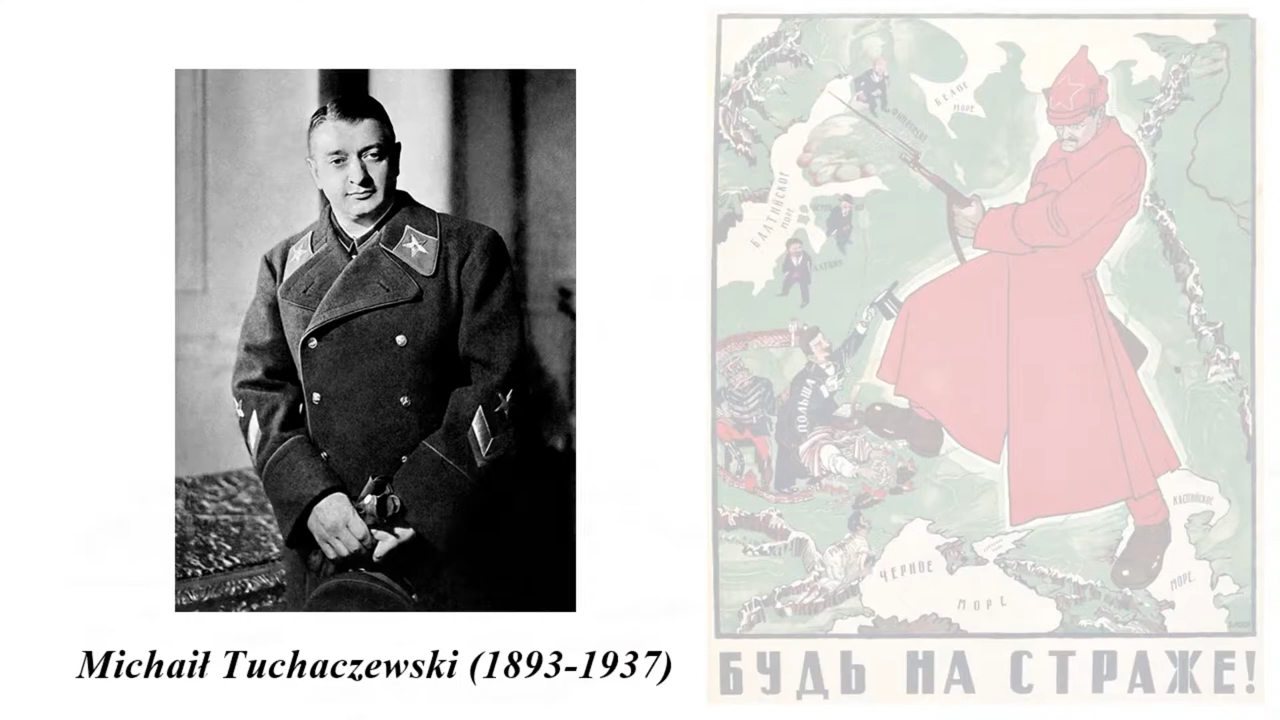 Michaił Tuchaczewski (1893-1937)
БЕЛОЕ
МОРЕ
БАЛТИЙСКОЕ
МОРЕ
ПОЛЬША
ЧЕРНОЕ
МОРЕ
КАСПИЙСКОЕ
МОРЕ
БУДЬ НА СТРАЖЕ!